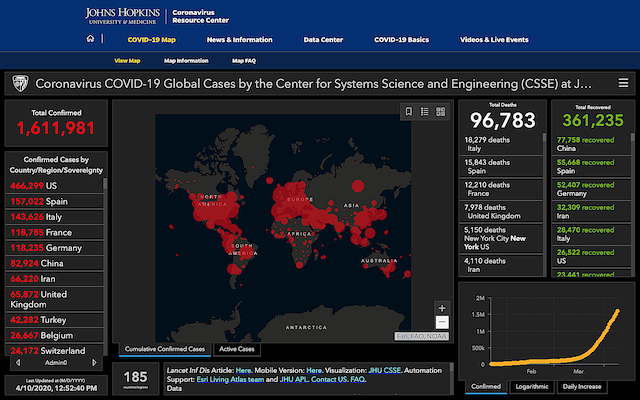 JOHNS HOPKINS
UNIVERSITY & MEDICINE
Coronavirus
Resource Center
COVID-19 Map
News & Information
Data Center
COVID-19 Basics
Videos & Live Events
View Map
Map Information
Map FAQ
Coronavirus COVID-19 Global Cases by the Center for Systems Science and Engineering (CSSE) at J...
Total Confirmed
1,611,981
Confirmed Cases by
Country/Region/Sovereignty
466,299 US
157,022 Spain
143,626 Italy
118,785 France
118,235 Germany
82,924 China
66,220 Iran
65,872 United
Kingdom
42,282 Turkey
26,667 Belgium
24,172 Switzerland
Admin0
Last Updated at (M/D/YYYY)
4/10/2020, 12:52:40 PM
NORTH
AMERICA
EUROPE
ASIA
AFRICA
SOUTH
AMERICA
AUSTRALIA
ANTARCTICA
+
−
Esri, FAO, NOAA
Cumulative Confirmed Cases
Active Cases
185
countries/regions
Lancet Inf Dis Article: Here. Mobile Version: Here. Visualization: JHU CSSE. Automation
Support: Esri Living Atlas team and JHU APL. Contact US. FAQ.
Data
Total Deaths
96,783
18,279 deaths
Italy
15,843 deaths
Spain
12,210 deaths
France
7,978 deaths
United Kingdom
5,150 deaths
New York City New
York US
4,110 deaths
Iran
Total Recovered
361,235
77,758 recovered
China
55,668 recovered
Spain
52,407 recovered
Germany
32,309 recovered
Iran
28,470 recovered
Italy
26,522 recovered
US
23,441 recovered
2M
1.5M
1M
500k
0
Feb
Mar
Confirmed
Logarithmic
Daily Increase